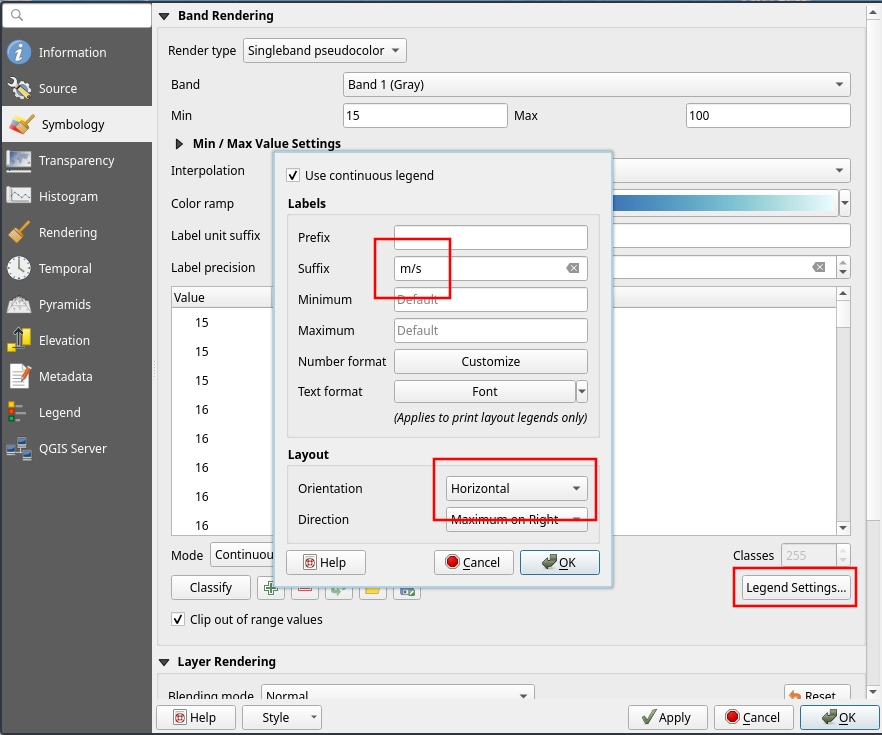 Information
Source
Symbology
Transparency
Histogram
Rendering
Temporal
Pyramids
Elevation
Metadata
Legend
QGIS Server
Band Rendering
Render type Singleband pseudocolor
Band Band 1 (Gray)
Min 15 Max 100
Min / Max Value Settings
Interpolation
Color ramp
Label unit suffix
Label precision
Value
15
15
15
16
16
16
16
16
Use continuous legend
Labels
Prefix
Suffix m/s
Minimum Default
Maximum Default
Number format Customize
Text format Font
(Applies to print layout legends only)
Layout
Orientation Horizontal
Direction Maximum on Right
Help Cancel OK
Mode Continuou
Classes 255
Classify
Legend Settings...
Clip out of range values
Layer Rendering
Blending mode Normal
Reset
Help Style Apply Cancel OK